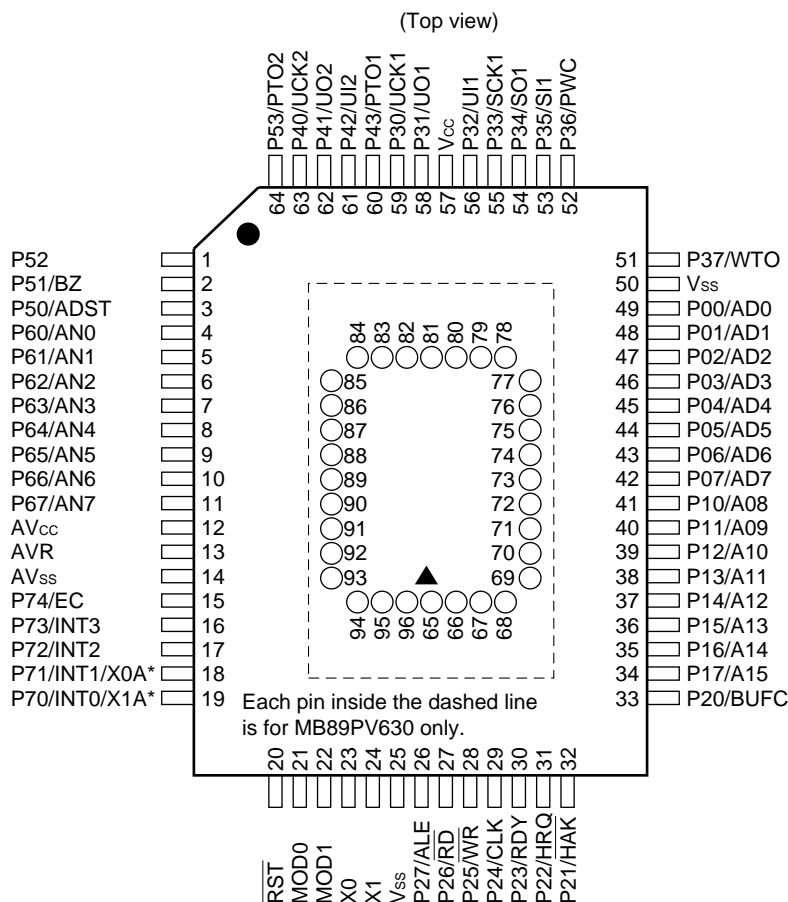 (Top view)
P53/PTO2
P40/UCK2
P41/UO2
P42/UI2
P43/PTO1
P30/UCK1
P31/UO1
Vcc
P32/UI1
P33/SCK1
P34/SO1
P35/SI1
P36/PWC
64 63 62 61 60 59 58 57 56 55 54 53 52
P52 1
P51/BZ 2
P50/ADST 3
P60/AN0 4
P61/AN1 5
P62/AN2 6
P63/AN3 7
P64/AN4 8
P65/AN5 9
P66/AN6 10
P67/AN7 11
AVcc 12
AVR 13
AVss 14
P74/EC 15
P73/INT3 16
P72/INT2 17
P71/INT1/X0A* 18
P70/INT0/X1A* 19
84 83 82 81 80 79 78
85 77
86 76
87 75
88 74
89 73
90 72
91 71
92 70
93 69
94 95 96 65 66 67 68
51 P37/WTO
50 Vss
49 P00/AD0
48 P01/AD1
47 P02/AD2
46 P03/AD3
45 P04/AD4
44 P05/AD5
43 P06/AD6
42 P07/AD7
41 P10/A08
40 P11/A09
39 P12/A10
38 P13/A11
37 P14/A12
36 P15/A13
35 P16/A14
34 P17/A15
33 P20/BUFC
Each pin inside the dashed line
is for MB89PV630 only.
20 21 22 23 24 25 26 27 28 29 30 31 32
RST
MOD0
MOD1
X0
X1
Vss
P27/ALE
P26/RD
P25/WR
P24/CLK
P23/RDY
P22/HRQ
P21/HAK